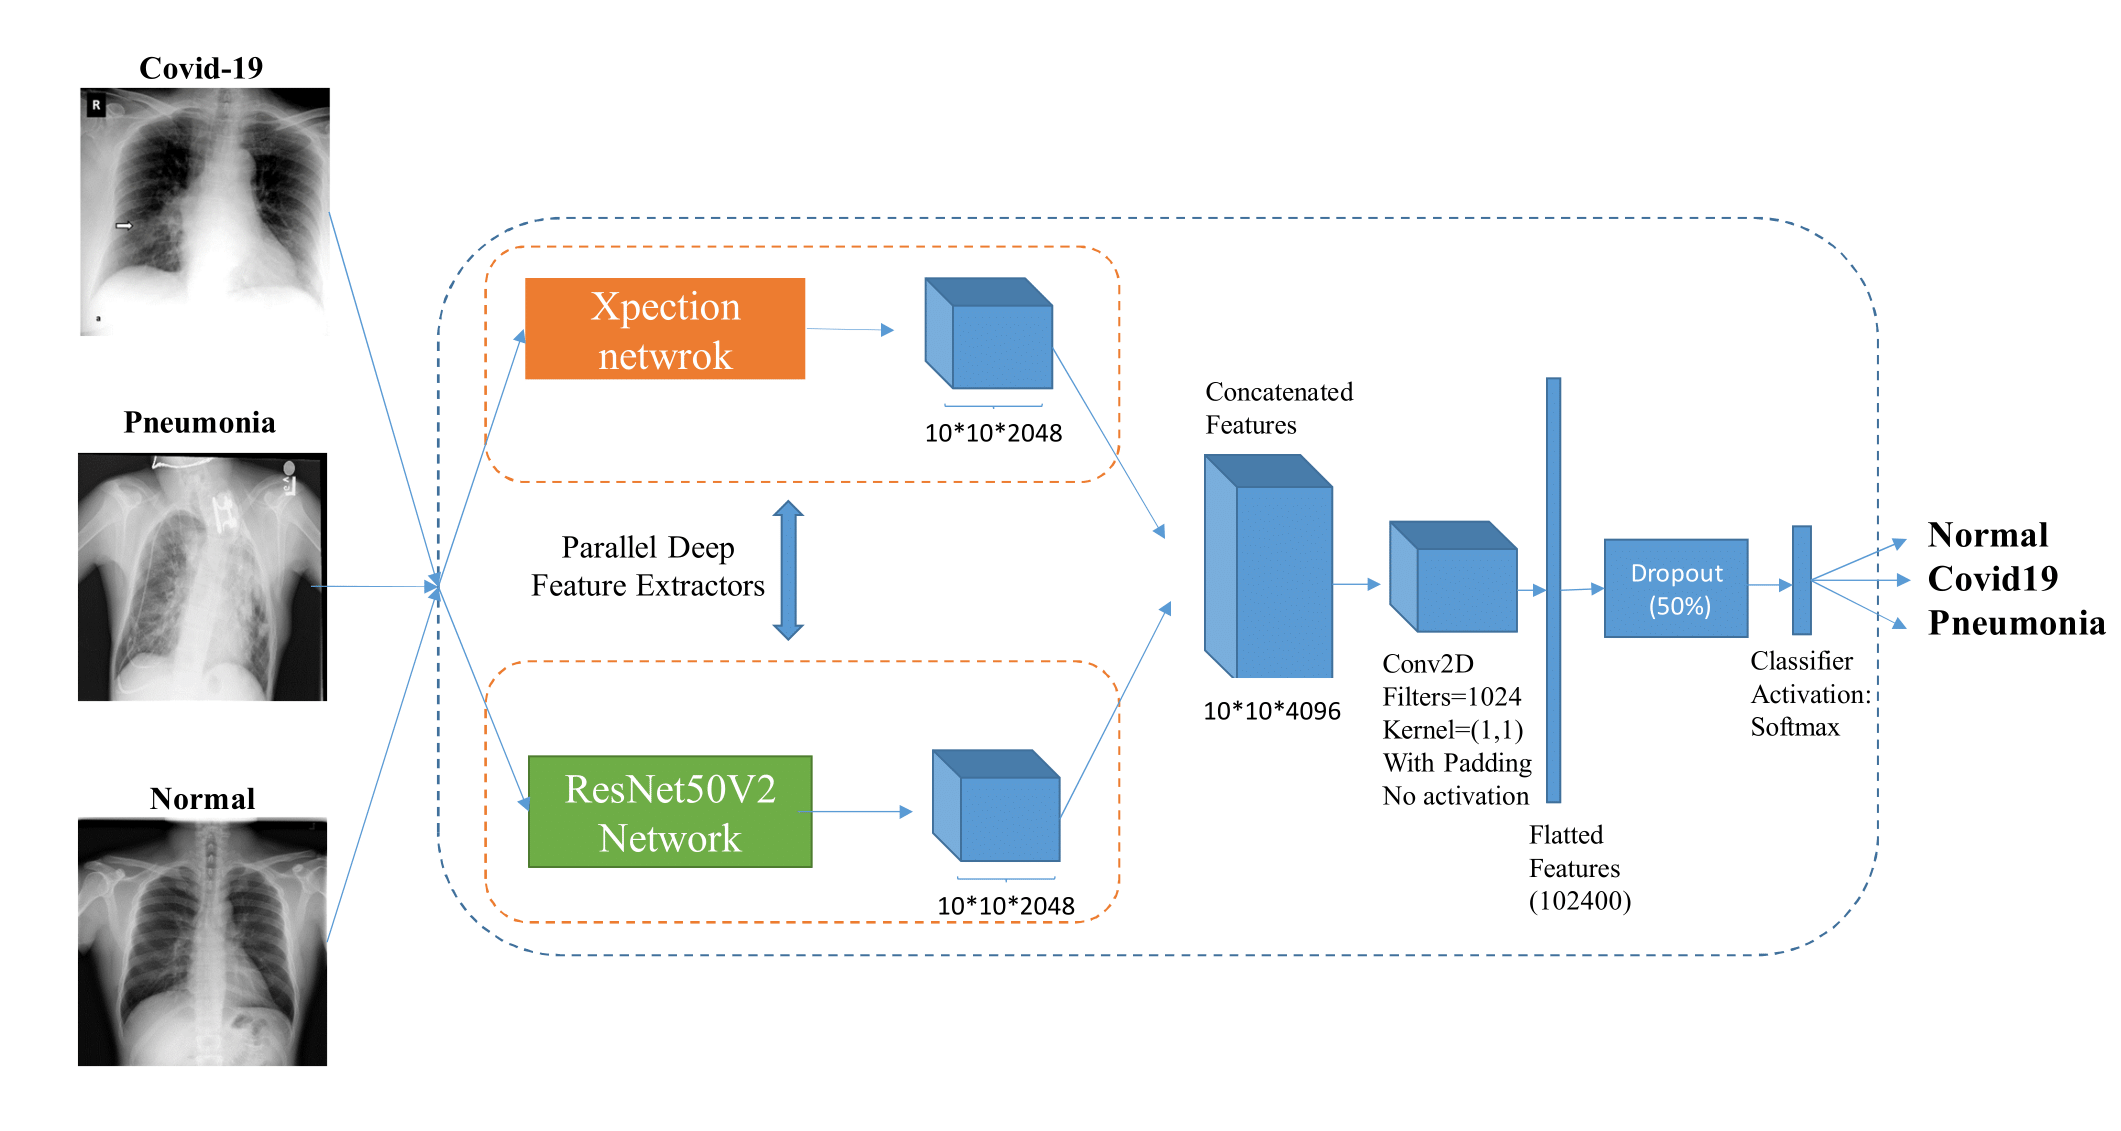 Covid-19
R
a
Pneumonia
Normal
Xpection
netwrok
10*10*2048
Parallel Deep
Feature Extractors
ResNet50V2
Network
10*10*2048
Concatenated
Features
10*10*4096
Conv2D
Filters=1024
Kernel=(1,1)
With Padding
No activation
Flatted
Features
(102400)
Dropout
(50%)
Classifier
Activation:
Softmax
Normal
Covid19
Pneumonia